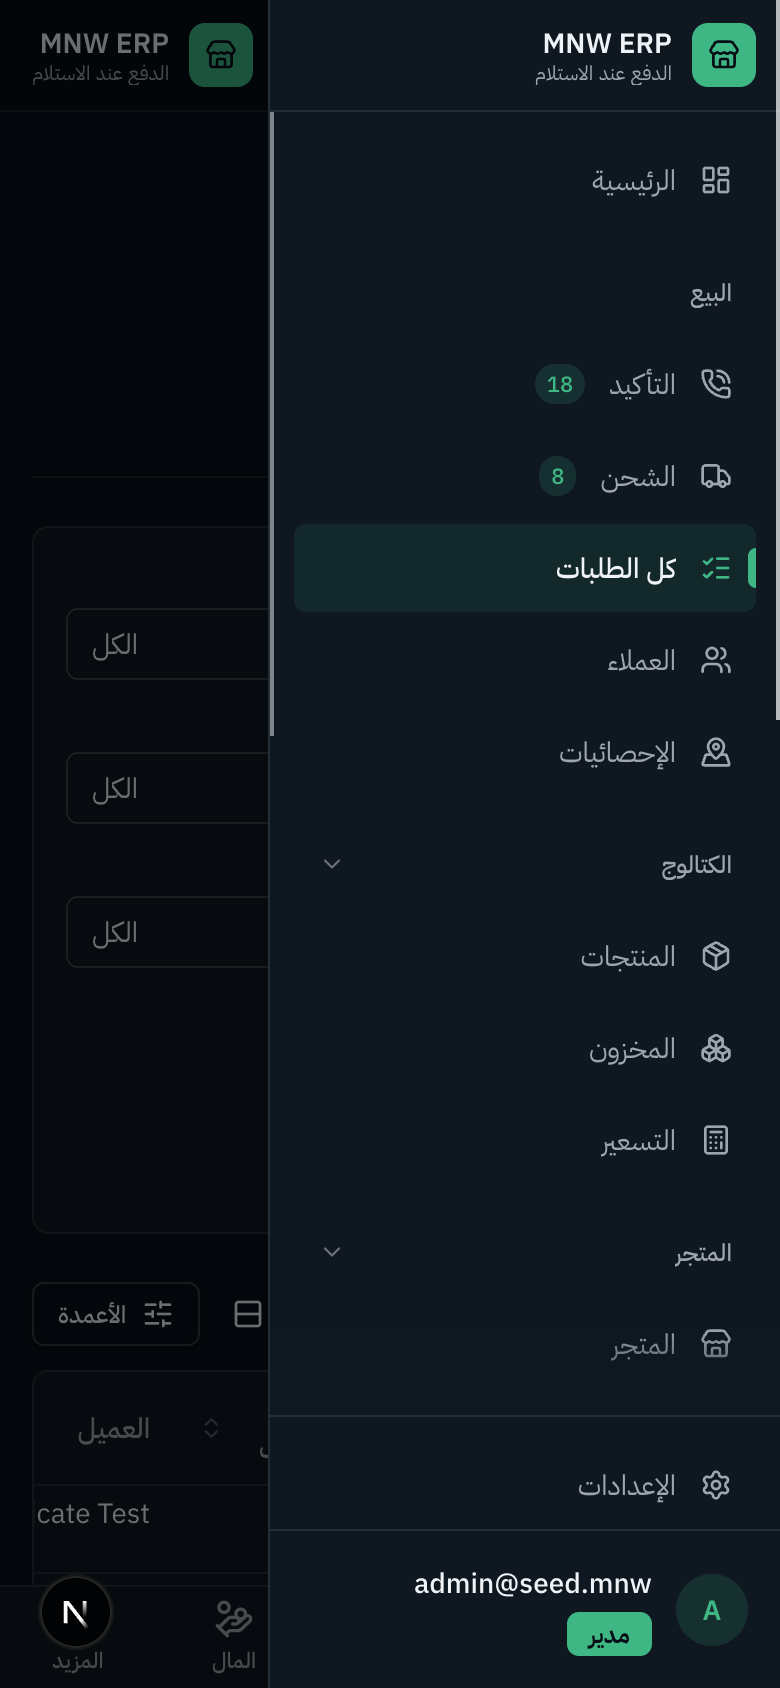 MNW ERP
الدفع عند الاستلام
الرئيسية
البيع
التأكيد 18
الشحن 8
كل الطلبات
العملاء
الإحصائيات
الكتالوج
المنتجات
المخزون
التسعير
المتجر
المتجر
الإعدادات
admin@seed.mnw
A
مدير
MNW ERP
الدفع عند الاستلام
الكل
الكل
الكل
الأعمدة
العميل
cate Test
المال
المزيد
N